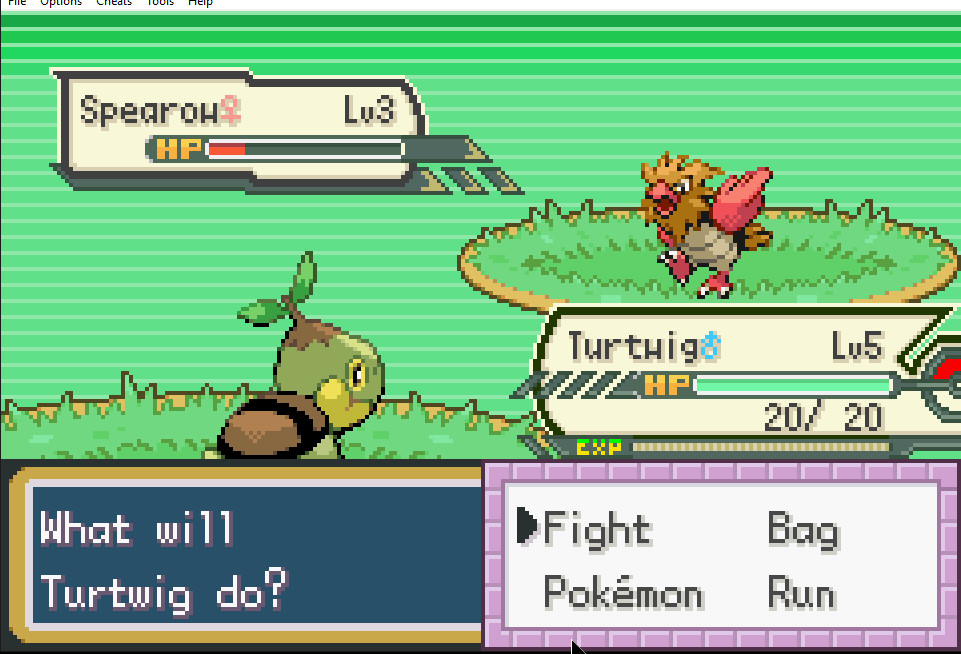 File Options Cheats Tools Help
Spearow♀ Lv3
HP
Turtwig♂ Lv5
HP
20/ 20
EXP
What will
Turtwig do?
Fight Bag
Pokémon Run